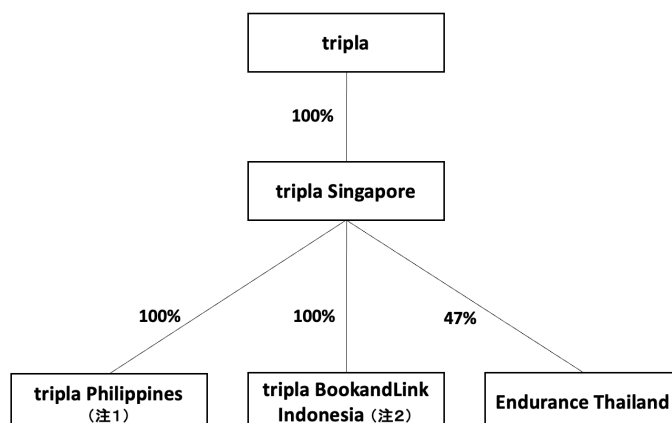 tripla
100%
tripla Singapore
100%
100%
47%
tripla Philippines
（注1）
tripla BookandLink
Indonesia（注2）
Endurance Thailand